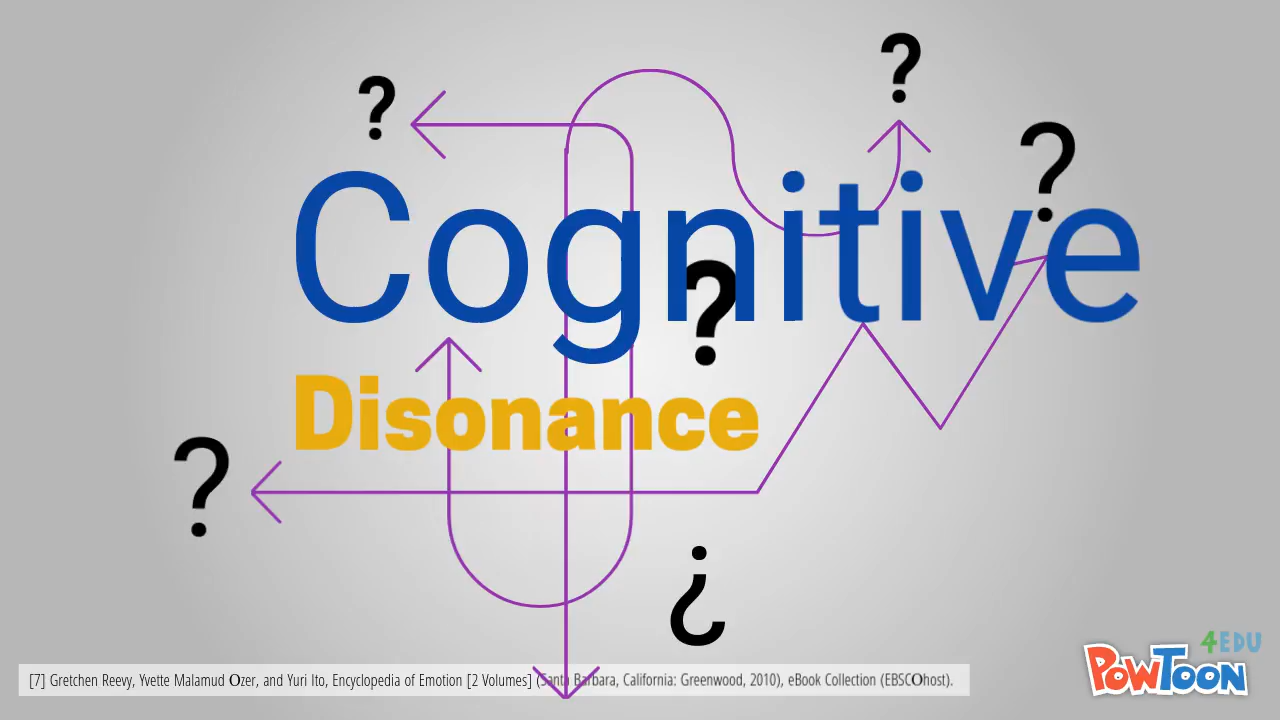 ?
?
?
Cognitive
?
Disonance
?
¿
4EDU
PowToon
[7] Gretchen Reevy, Yvette Malamud Ozer, and Yuri Ito, Encyclopedia of Emotion [2 Volumes] (Santa Barbara, California: Greenwood, 2010), eBook Collection (EBSCOhost).